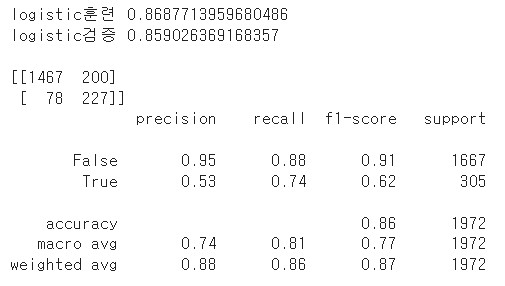 logistic훈련 0.8687713959680486
logistic검증 0.859026369168357
[[1467 200]
[ 78 227]]
precision recall f1-score support
False 0.95 0.88 0.91 1667
True 0.53 0.74 0.62 305
accuracy 0.86 1972
macro avg 0.74 0.81 0.77 1972
weighted avg 0.88 0.86 0.87 1972